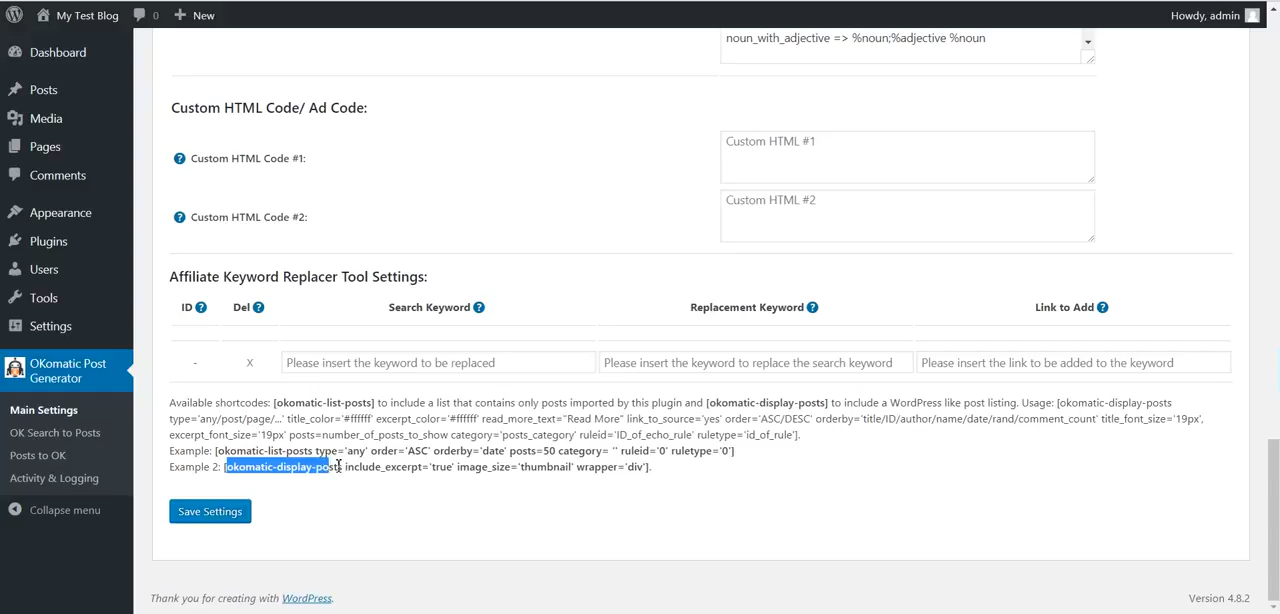 My Test Blog
0
New
Howdy, admin
Dashboard
Posts
Media
Pages
Comments
Appearance
Plugins
Users
Tools
Settings
OKomatic Post
Generator
Main Settings
OK Search to Posts
Posts to OK
Activity & Logging
Collapse menu
noun_with_adjective => %noun;%adjective %noun
Custom HTML Code/ Ad Code:
Custom HTML Code #1:
Custom HTML #1
Custom HTML Code #2:
Custom HTML #2
Affiliate Keyword Replacer Tool Settings:
ID ? Del ? Search Keyword ? Replacement Keyword ? Link to Add ?
- X Please insert the keyword to be replaced Please insert the keyword to replace the search keyword Please insert the link to be added to the keyword
Available shortcodes: [okomatic-list-posts] to include a list that contains only posts imported by this plugin and [okomatic-display-posts] to include a WordPress like post listing. Usage: [okomatic-display-posts
type='any/post/page/...' title_color='#ffffff' excerpt_color='#ffffff' read_more_text="Read More" link_to_source='yes' order='ASC/DESC' orderby='title/ID/author/name/date/rand/comment_count' title_font_size='19px',
excerpt_font_size='19px' posts=number_of_posts_to_show category='posts_category' ruleid='ID_of_echo_rule' ruletype='id_of_rule'].
Example: [okomatic-list-posts type='any' order='ASC' orderby='date' posts=50 category= '' ruleid='0' ruletype='0']
Example 2: [okomatic-display-posts include_excerpt='true' image_size='thumbnail' wrapper='div'].
Save Settings
Thank you for creating with WordPress.
Version 4.8.2